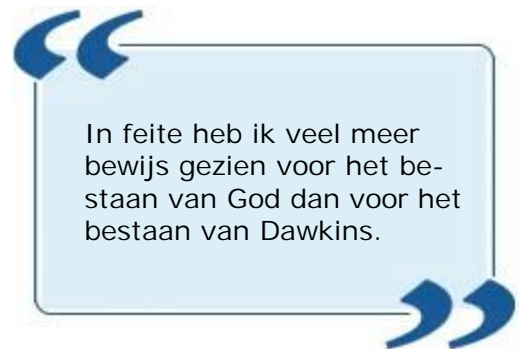 In feite heb ik veel meer
bewijs gezien voor het be-
staan van God dan voor het
bestaan van Dawkins.